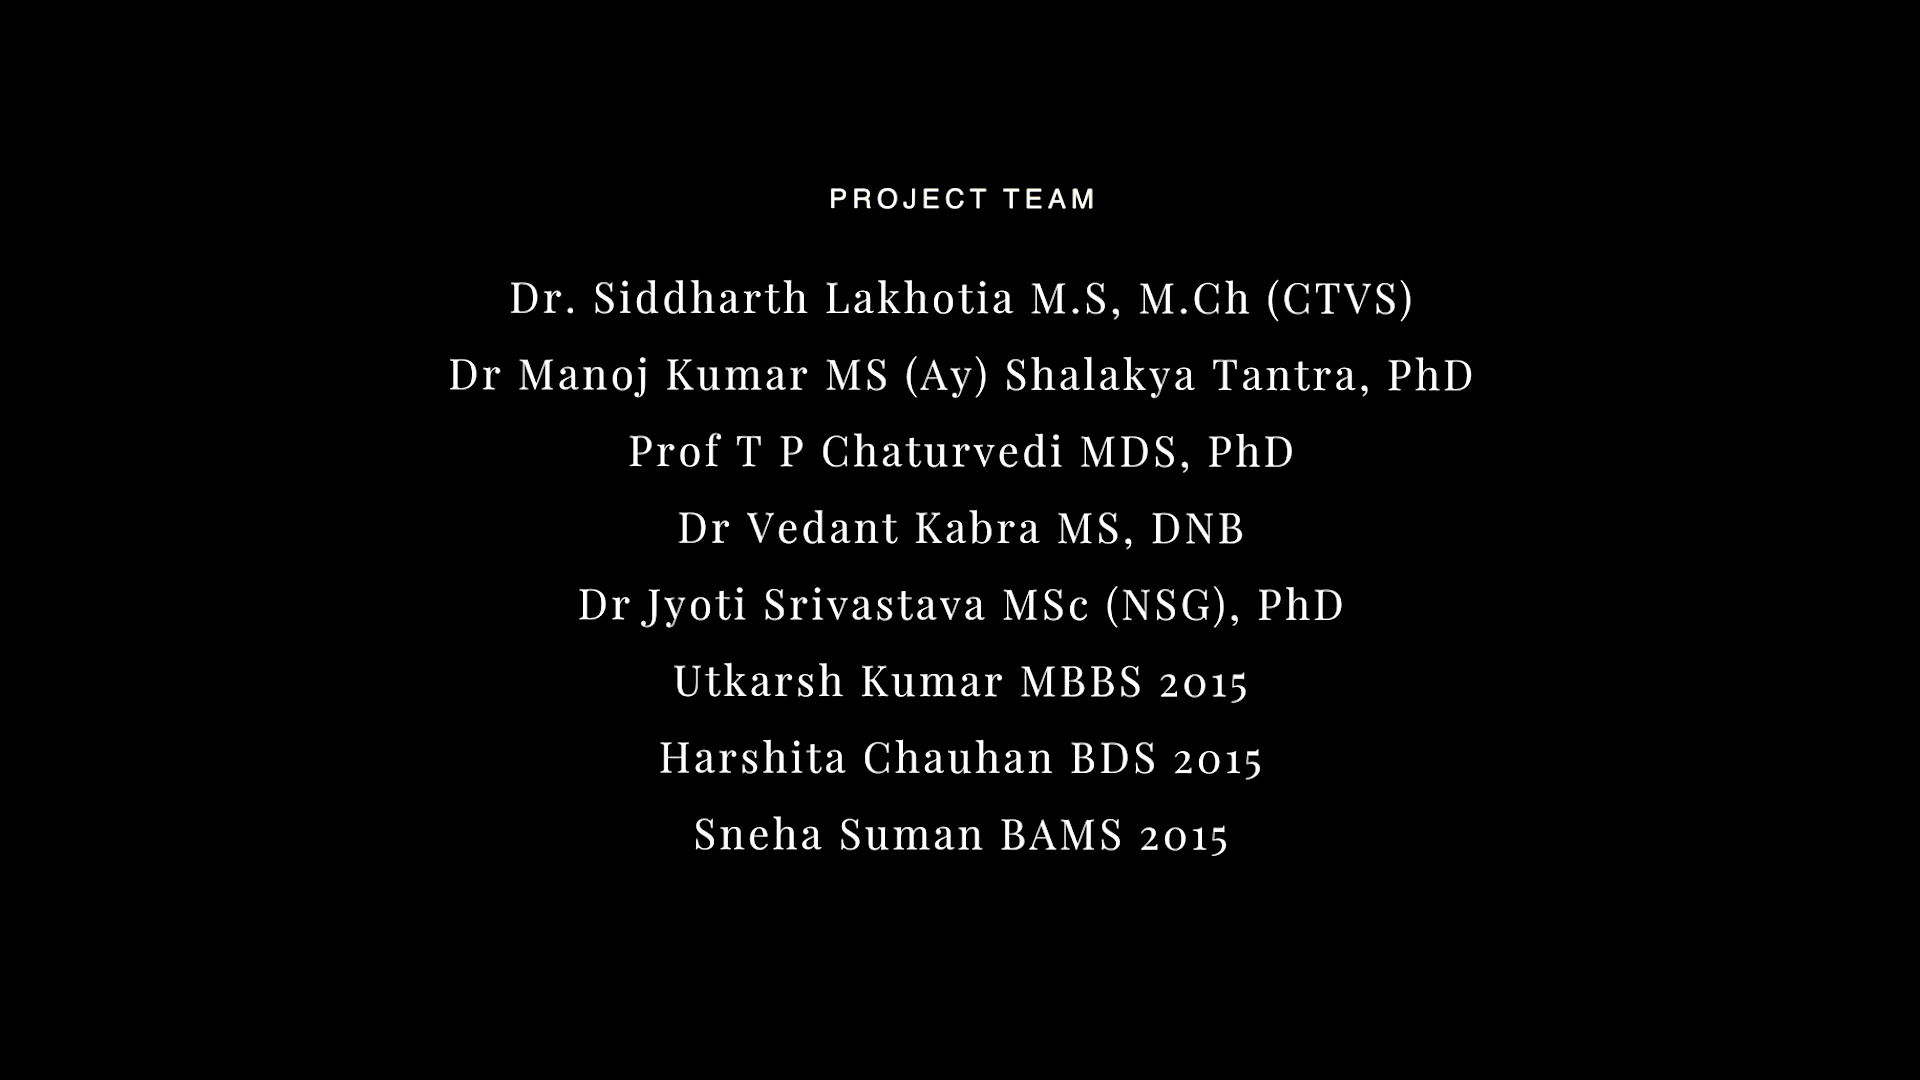 PROJECT TEAM
Dr. Siddharth Lakhotia M.S, M.Ch (CTVS)
Dr Manoj Kumar MS (Ay) Shalakya Tantra, PhD
Prof T P Chaturvedi MDS, PhD
Dr Vedant Kabra MS, DNB
Dr Jyoti Srivastava MSc (NSG), PhD
Utkarsh Kumar MBBS 2015
Harshita Chauhan BDS 2015
Sneha Suman BAMS 2015